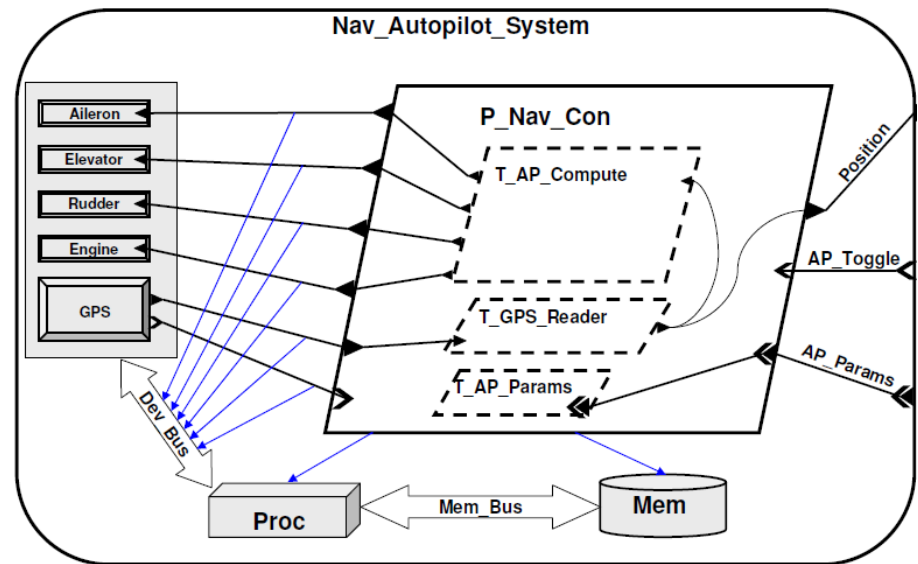 Nav_Autopilot_System
Aileron
Elevator
Rudder
Engine
GPS
P_Nav_Con
T_AP_Compute
T_GPS_Reader
T_AP_Params
Position
AP_Toggle
AP_Params
Dev_Bus
Proc
Mem_Bus
Mem